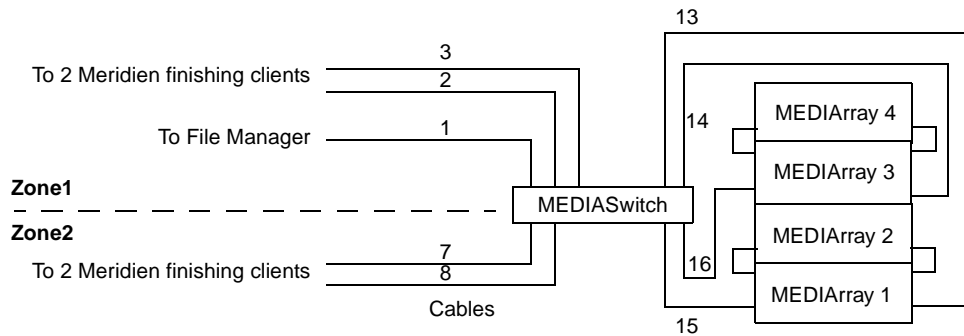 13
3
To 2 Meridien finishing clients
2
MEDIArray 4
14
1
To File Manager
MEDIArray 3
Zone1
MEDIASwitch
Zone2
MEDIArray 2
7
16
To 2 Meridien finishing clients
8
MEDIArray 1
Cables
15